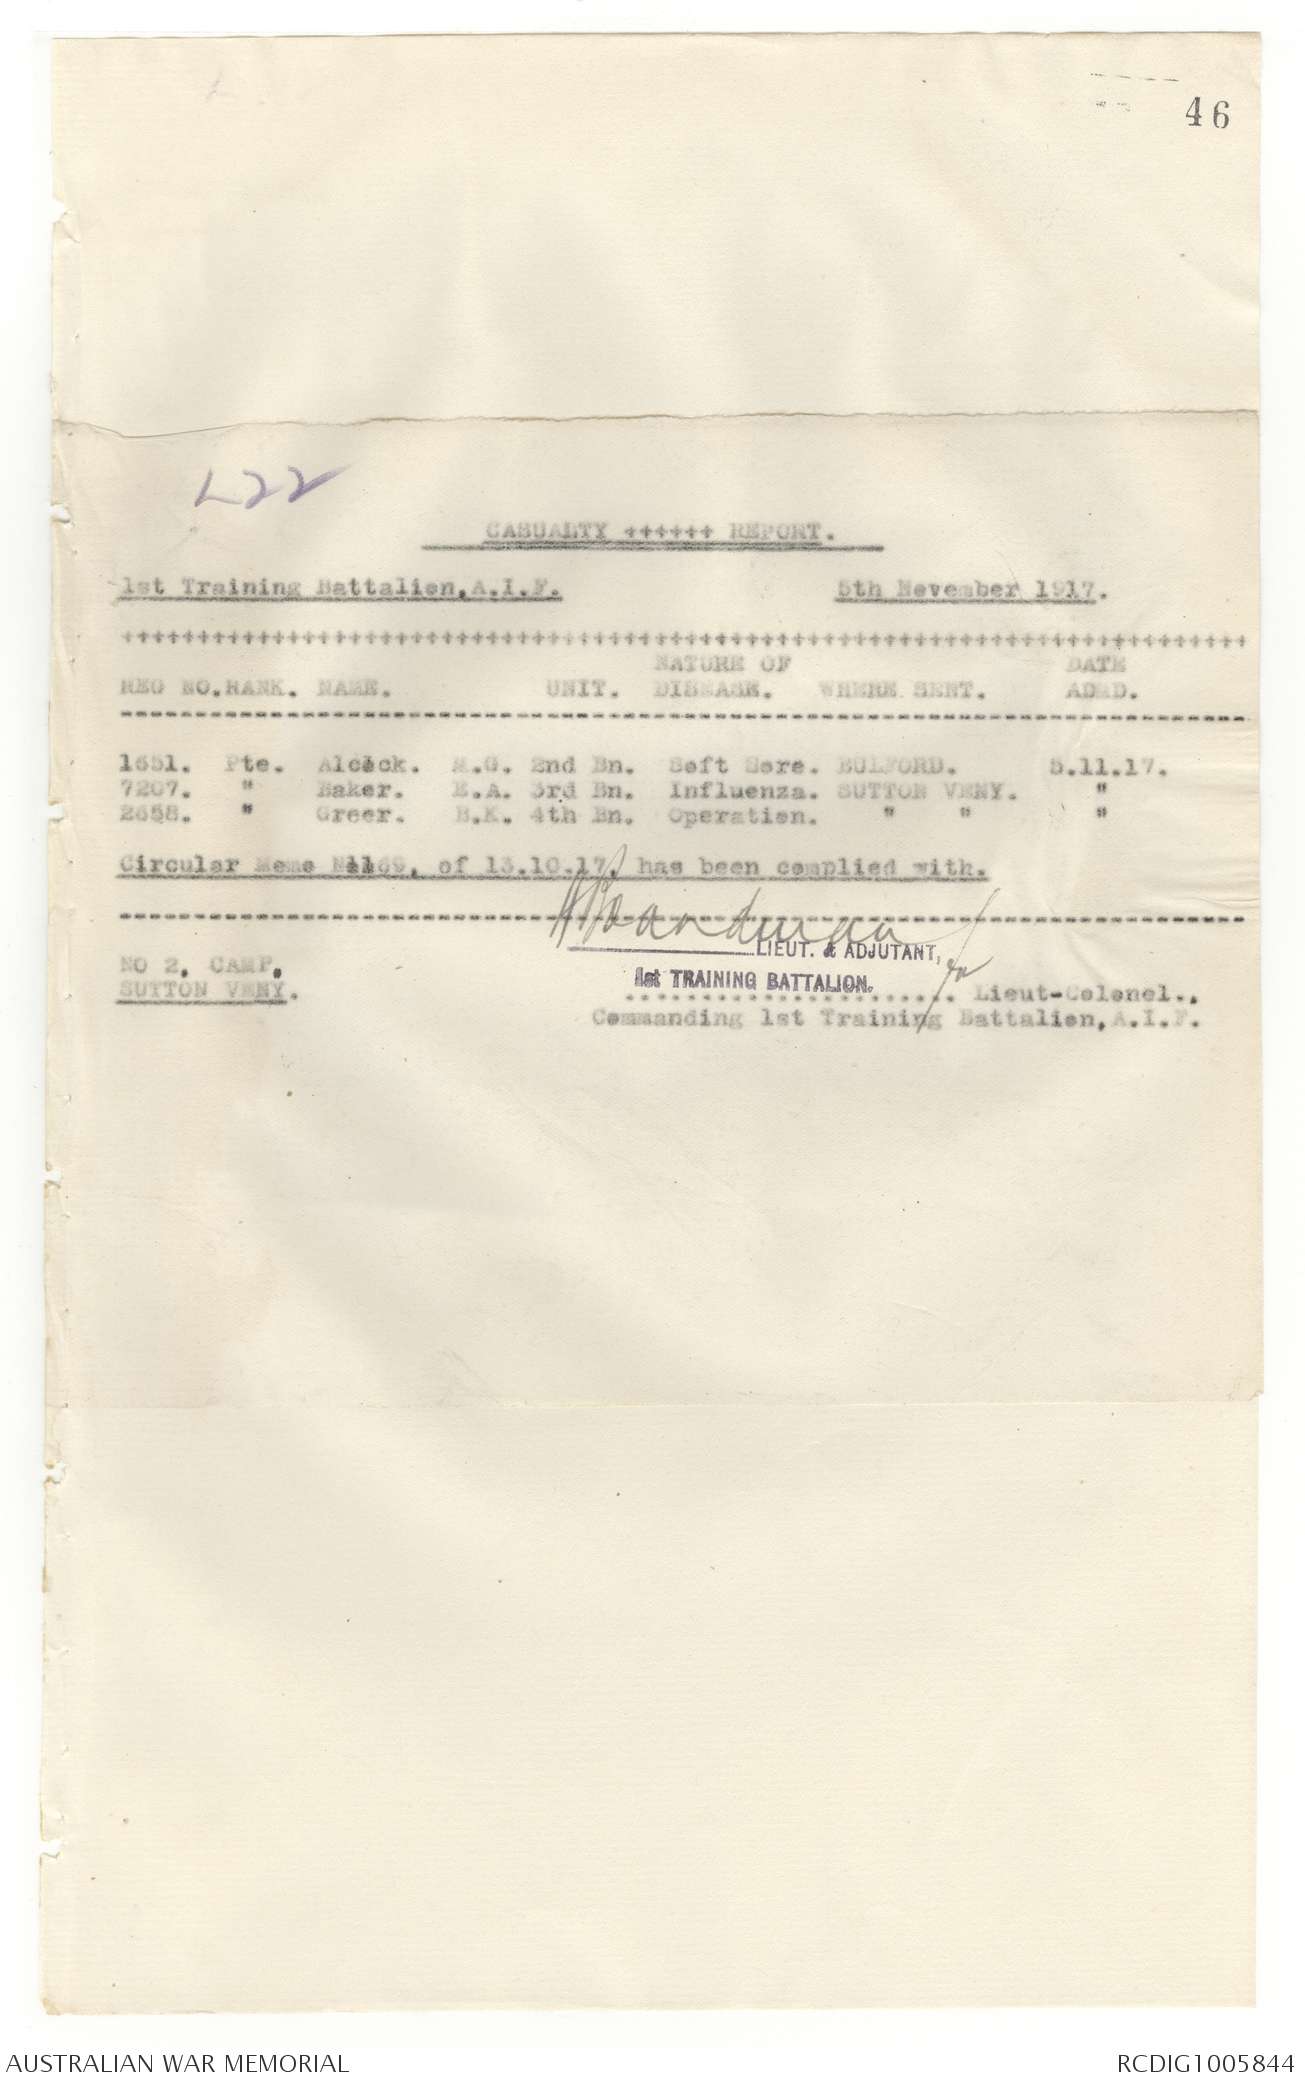 46
L22
CASUALTY ++++++ REPORT.
1st Training Battalion, A.I.F. 5th November 1917.
++++++++++++++++++++++++++++++++++++++++++++++++++++++++++++++++++++++++++
NATURE OF DATE
REG NO. RANK. NAME. UNIT. DISEASE. WHERE SENT. ADMD.
--------------------------------------------------------------------------
1651. Pte. Alcock. M.G. 2nd Bn. Soft Sore. BULFORD. 5.11.17.
7207. " Baker. E.A. 3rd Bn. Influenza. SUTTON VENY. "
2658. " Greer. B.K. 4th Bn. Operation. " " "
Circular Memo N1169, of 13.10.17, has been complied with.
--------------------------------------------------------------------------
Boardman
LIEUT. & ADJUTANT,
NO 2. CAMP, 1st TRAINING BATTALION. for
SUTTON VENY. ...................... Lieut-Colonel.,
Commanding 1st Training Battalion, A.I.F.
AUSTRALIAN WAR MEMORIAL RCDIG1005844